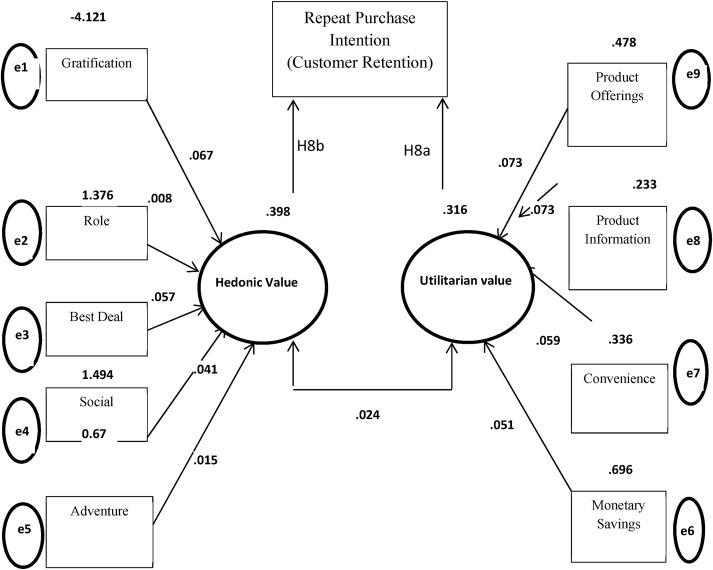 -4.121
Repeat Purchase
Intention
(Customer Retention)
.478
e1
Gratification
Product
Offerings
e9
H8b
H8a
.067
.073
1.376
.008
.398
.316
.073
.233
e2
Role
Product
Information
e8
Hedonic Value
Utilitarian value
.057
e3
Best Deal
.059
.336
1.494
.041
Social
Convenience
e7
0.67
e4
.024
.051
.015
.696
e5
Adventure
Monetary
Savings
e6